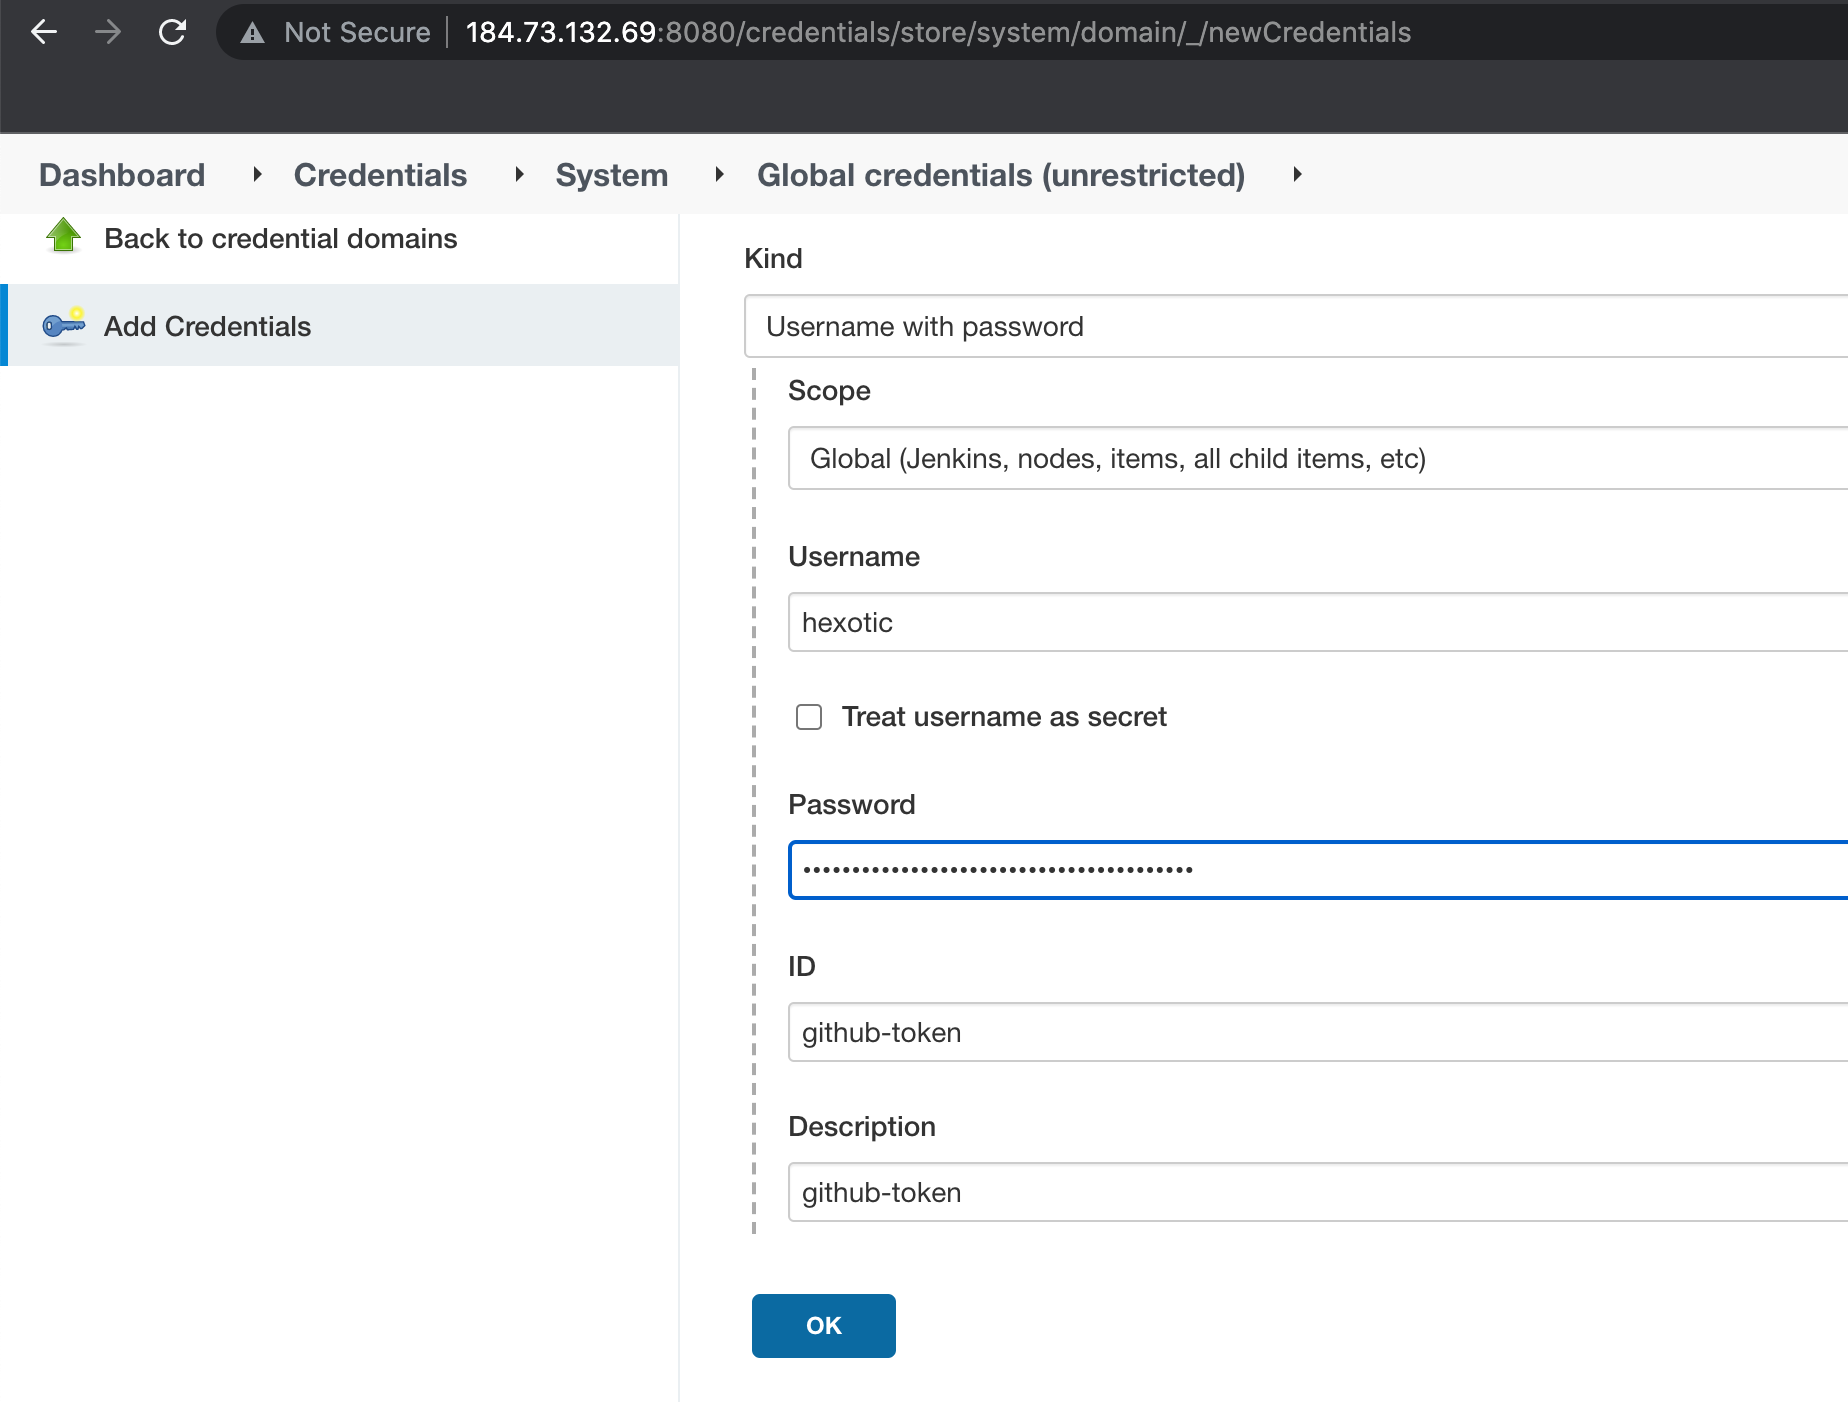 Not Secure 184.73.132.69:8080/credentials/store/system/domain/_/newCredentials
Dashboard Credentials System Global credentials (unrestricted)
Back to credential domains
Add Credentials
Kind
Username with password
Scope
Global (Jenkins, nodes, items, all child items, etc)
Username
hexotic
Treat username as secret
Password
••••••••••••••••••••••••••••••••••••••••
ID
github-token
Description
github-token
OK